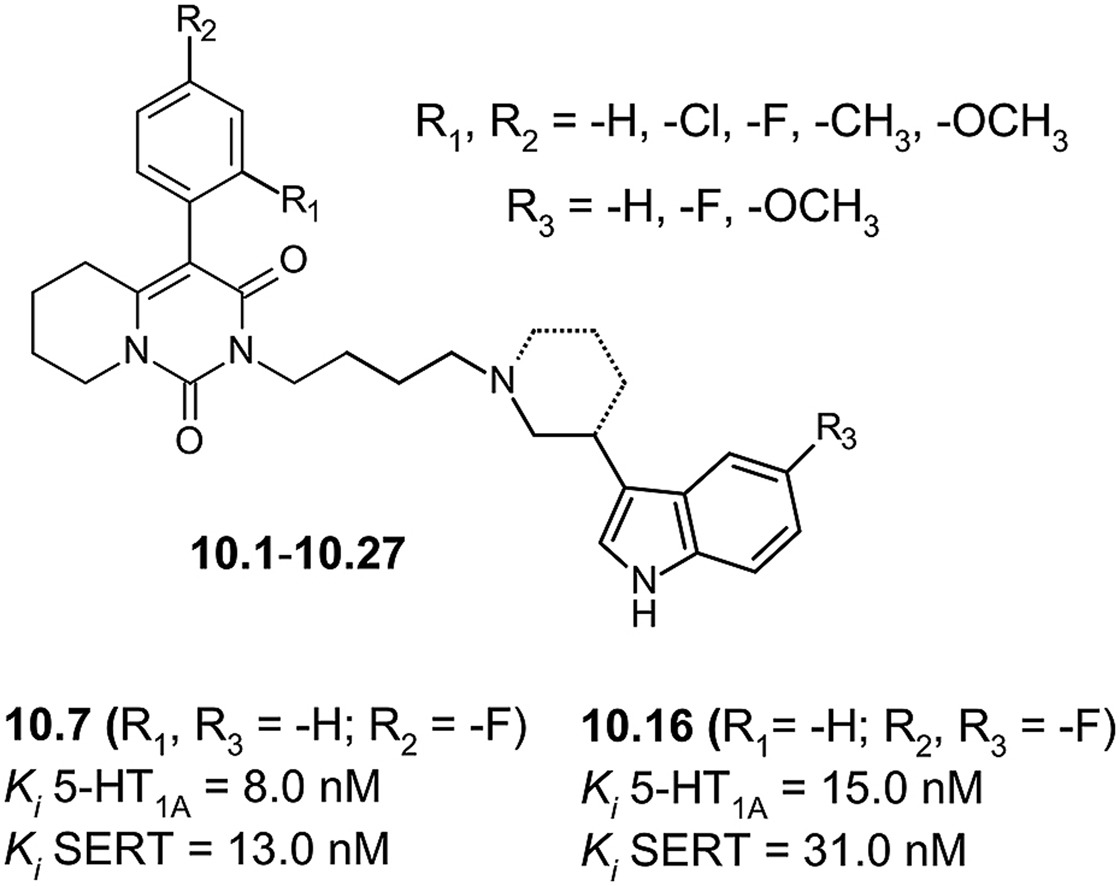 R2
R1, R2 = -H, -Cl, -F, -CH3, -OCH3
R1
R3 = -H, -F, -OCH3
O
N
N
O
N
R3
N
H
10.1-10.27
10.7 (R1, R3 = -H; R2 = -F)
Ki 5-HT1A = 8.0 nM
Ki SERT = 13.0 nM
10.16 (R1= -H; R2, R3 = -F)
Ki 5-HT1A = 15.0 nM
Ki SERT = 31.0 nM